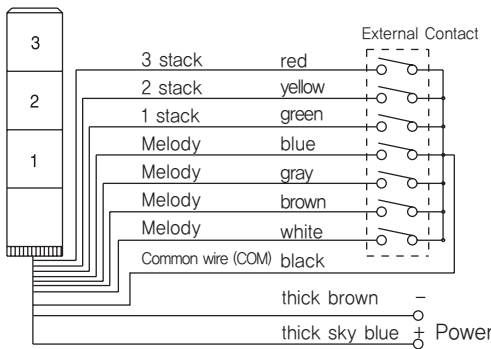 External Contact
3
3 stack red
2 stack yellow
2
1 stack green
Melody blue
1
Melody gray
Melody brown
Melody white
Common wire (COM) black
thick brown −
thick sky blue + Power